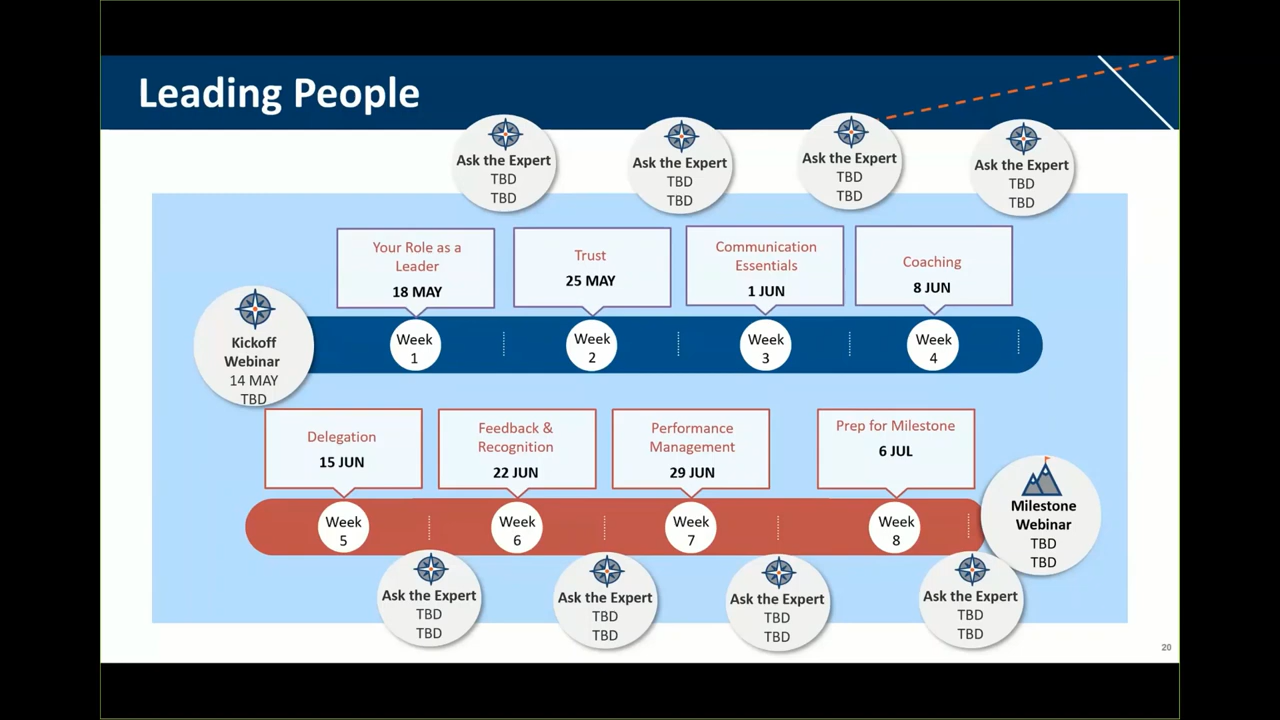 Leading People
Ask the Expert
TBD
TBD
Ask the Expert
TBD
TBD
Ask the Expert
TBD
TBD
Ask the Expert
TBD
TBD
Your Role as a
Leader
18 MAY
Trust
25 MAY
Communication
Essentials
1 JUN
Coaching
8 JUN
Kickoff
Webinar
14 MAY
TBD
Week
1
Week
2
Week
3
Week
4
Delegation
15 JUN
Feedback &
Recognition
22 JUN
Performance
Management
29 JUN
Prep for Milestone
6 JUL
Week
5
Week
6
Week
7
Week
8
Milestone
Webinar
TBD
TBD
Ask the Expert
TBD
TBD
Ask the Expert
TBD
TBD
Ask the Expert
TBD
TBD
Ask the Expert
TBD
TBD
20